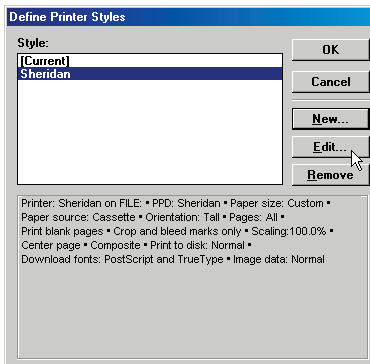 Define Printer Styles
Style:
[Current]
Sheridan
OK
Cancel
New...
Edit...
Remove
Printer: Sheridan on FILE: ▪ PPD: Sheridan ▪ Paper size: Custom ▪
Paper source: Cassette ▪ Orientation: Tall ▪ Pages: All ▪
Print blank pages ▪ Crop and bleed marks only ▪ Scaling:100.0% ▪
Center page ▪ Composite ▪ Print to disk: Normal ▪
Download fonts: PostScript and TrueType ▪ Image data: Normal